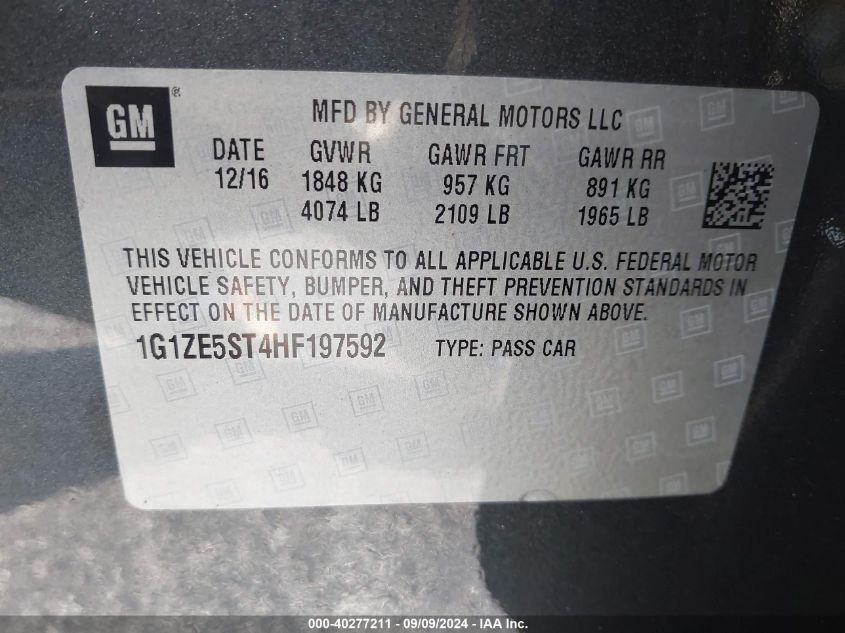 GM ® MFD BY GENERAL MOTORS LLC
DATE GVWR GAWR FRT GAWR RR
12/16 1848 KG 957 KG 891 KG
4074 LB 2109 LB 1965 LB
THIS VEHICLE CONFORMS TO ALL APPLICABLE U.S. FEDERAL MOTOR
VEHICLE SAFETY, BUMPER, AND THEFT PREVENTION STANDARDS IN
EFFECT ON THE DATE OF MANUFACTURE SHOWN ABOVE.
1G1ZE5ST4HF197592 TYPE: PASS CAR
000-40277211 - 09/09/2024 - IAA Inc.